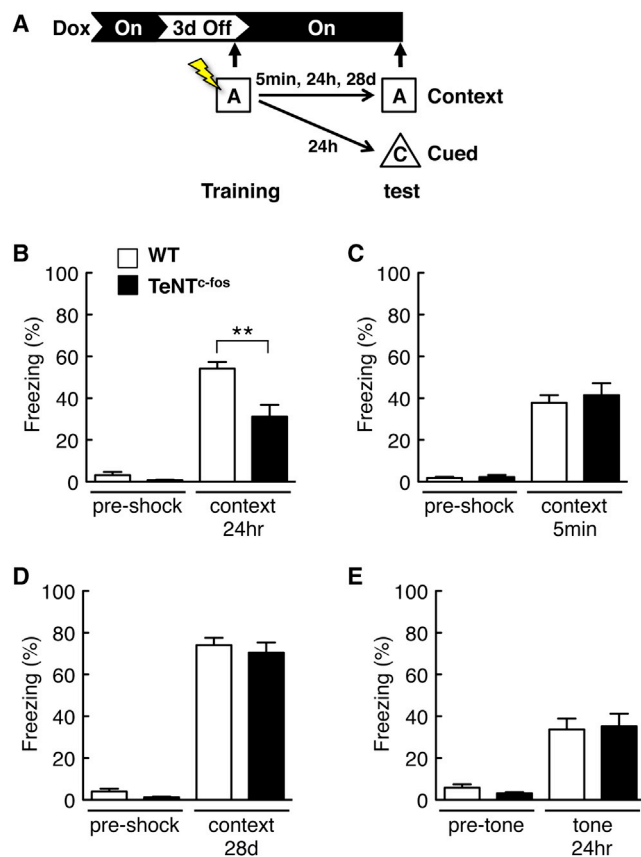 A
Dox On 3d Off On
A 5min, 24h, 28d A Context
24h C Cued
Training test
B
WT
TeNTc-fos
Freezing (%)
100
80
60
40
20
0
**
pre-shock context
24hr
C
Freezing (%)
100
80
60
40
20
0
pre-shock context
5min
D
Freezing (%)
100
80
60
40
20
0
pre-shock context
28d
E
Freezing (%)
100
80
60
40
20
0
pre-tone tone
24hr